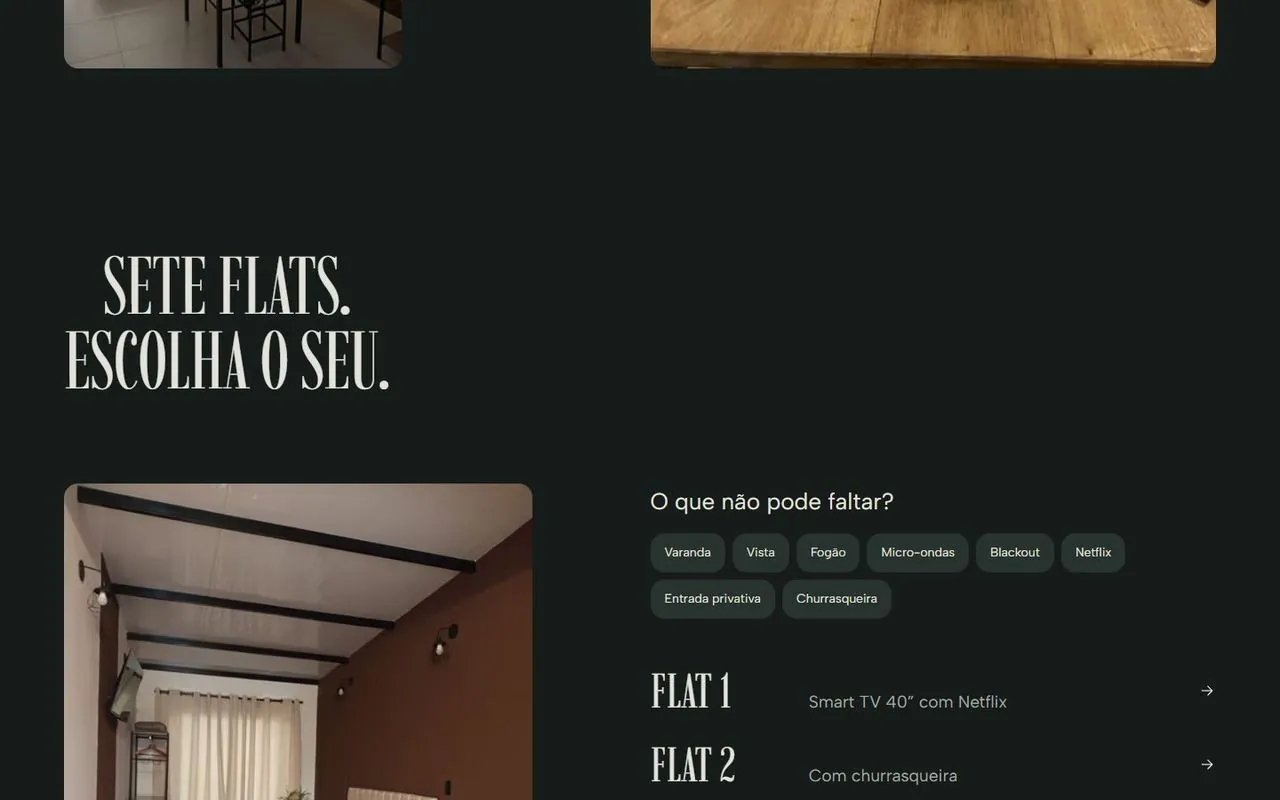 SETE FLATS.
ESCOLHA O SEU.
O que não pode faltar?
Varanda Vista Fogão Micro-ondas Blackout Netflix
Entrada privativa Churrasqueira
FLAT 1 Smart TV 40” com Netflix →
FLAT 2 Com churrasqueira →